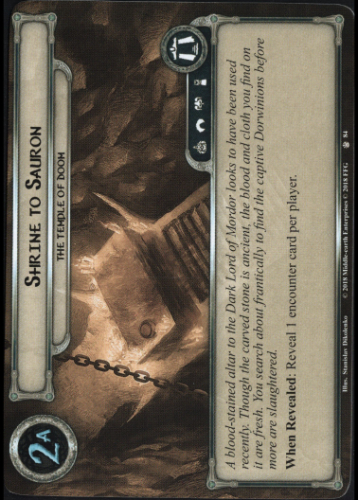 2A
SHRINE TO SAURON
THE TEMPLE OF DOOM
A blood-stained altar to the Dark Lord of Mordor looks to have been used
recently. Though the carved stone is ancient, the blood and cloth you find on
it are fresh. You search about frantically to find the captive Dorwinions before
more are slaughtered.
When Revealed: Reveal 1 encounter card per player.
Illus. Stanislav Dikolenko © 2018 Middle-earth Enterprises © 2018 FFG 84